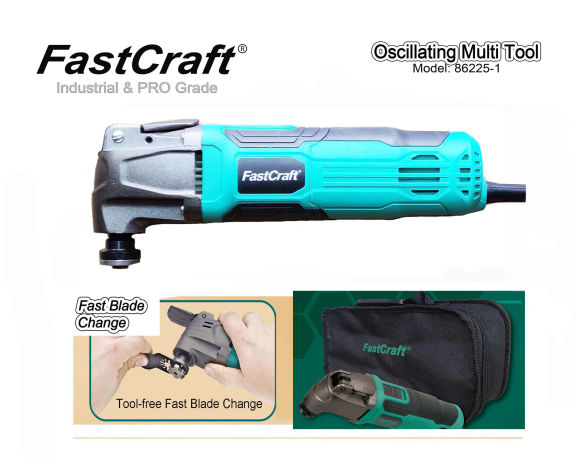 FastCraft®
Industrial & PRO Grade
Oscillating Multi Tool
Model: 86225-1
FastCraft®
Fast Blade
Change
Tool-free Fast Blade Change
FastCraft®